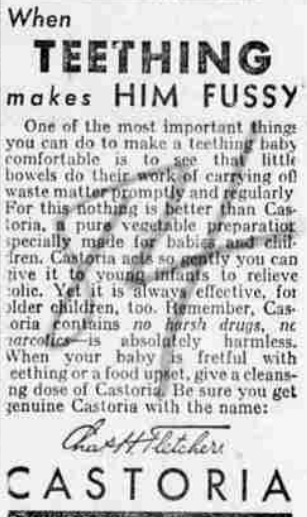 When
TEETHING
makes HIM FUSSY
One of the most important things
you can do to make a teething baby
comfortable is to see that little
bowels do their work of carrying off
waste matter promptly and regularly
For this nothing is better than Cas-
toria, a pure vegetable preparation
specially made for babies and chil-
dren. Castoria acts so gently you can
give it to young infants to relieve
colic. Yet it is always effective, for
older children, too. Remember, Cas-
toria contains no harsh drugs, no
narcotics—is absolutely harmless.
When your baby is fretful with
teething or a food upset, give a cleans-
ing dose of Castoria. Be sure you get
genuine Castoria with the name:
Chas H Fletcher
CASTORIA